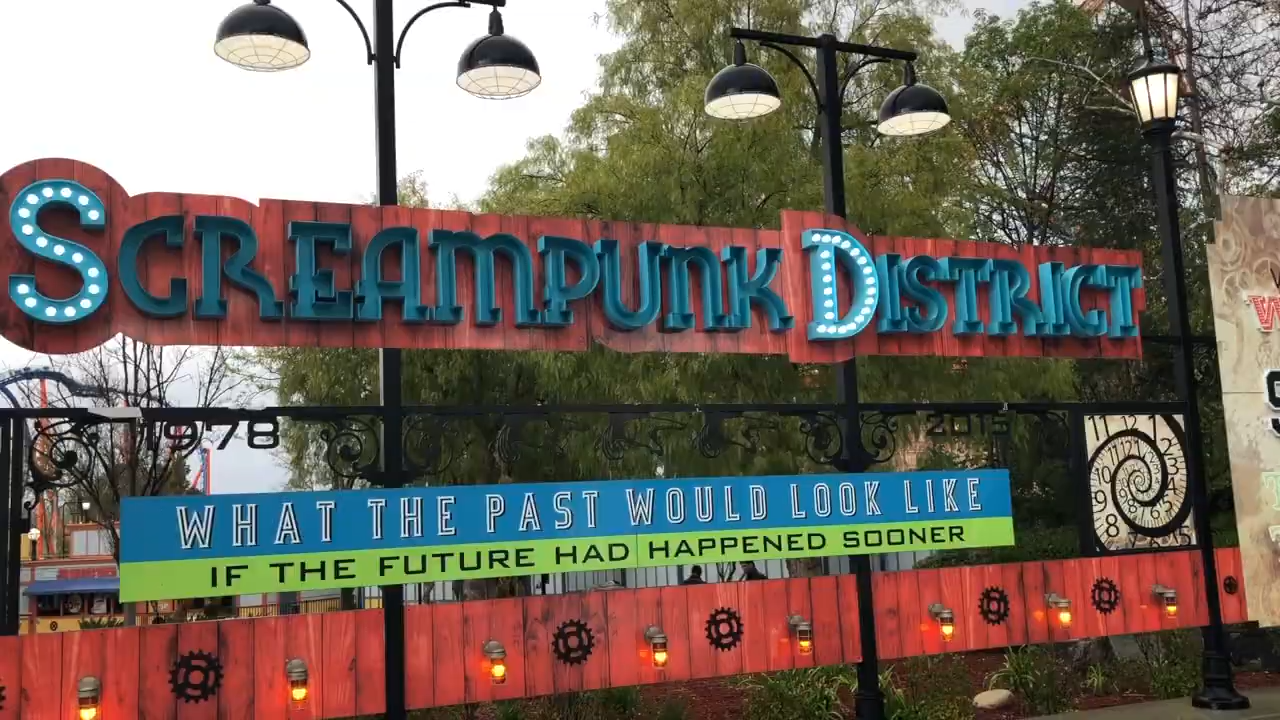 SCREAMPUNK DISTRICT
1978 2015
WHAT THE PAST WOULD LOOK LIKE
IF THE FUTURE HAD HAPPENED SOONER